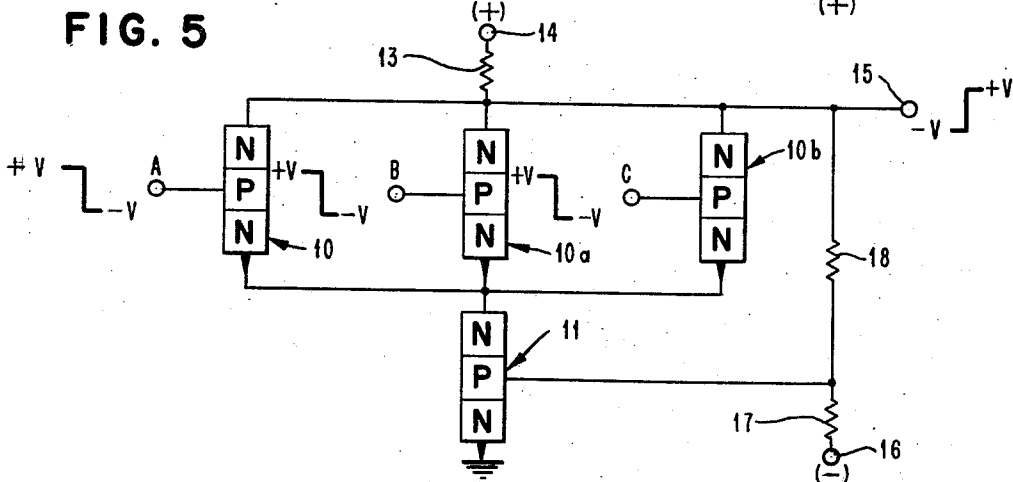 FIG. 5
(+)
(+)
14
13
15
+V
-V
N
P
N
10
N
P
N
10a
N
P
N
10b
+V
-V
A
+V
-V
B
+V
-V
C
18
N
P
N
11
17
16
(-)